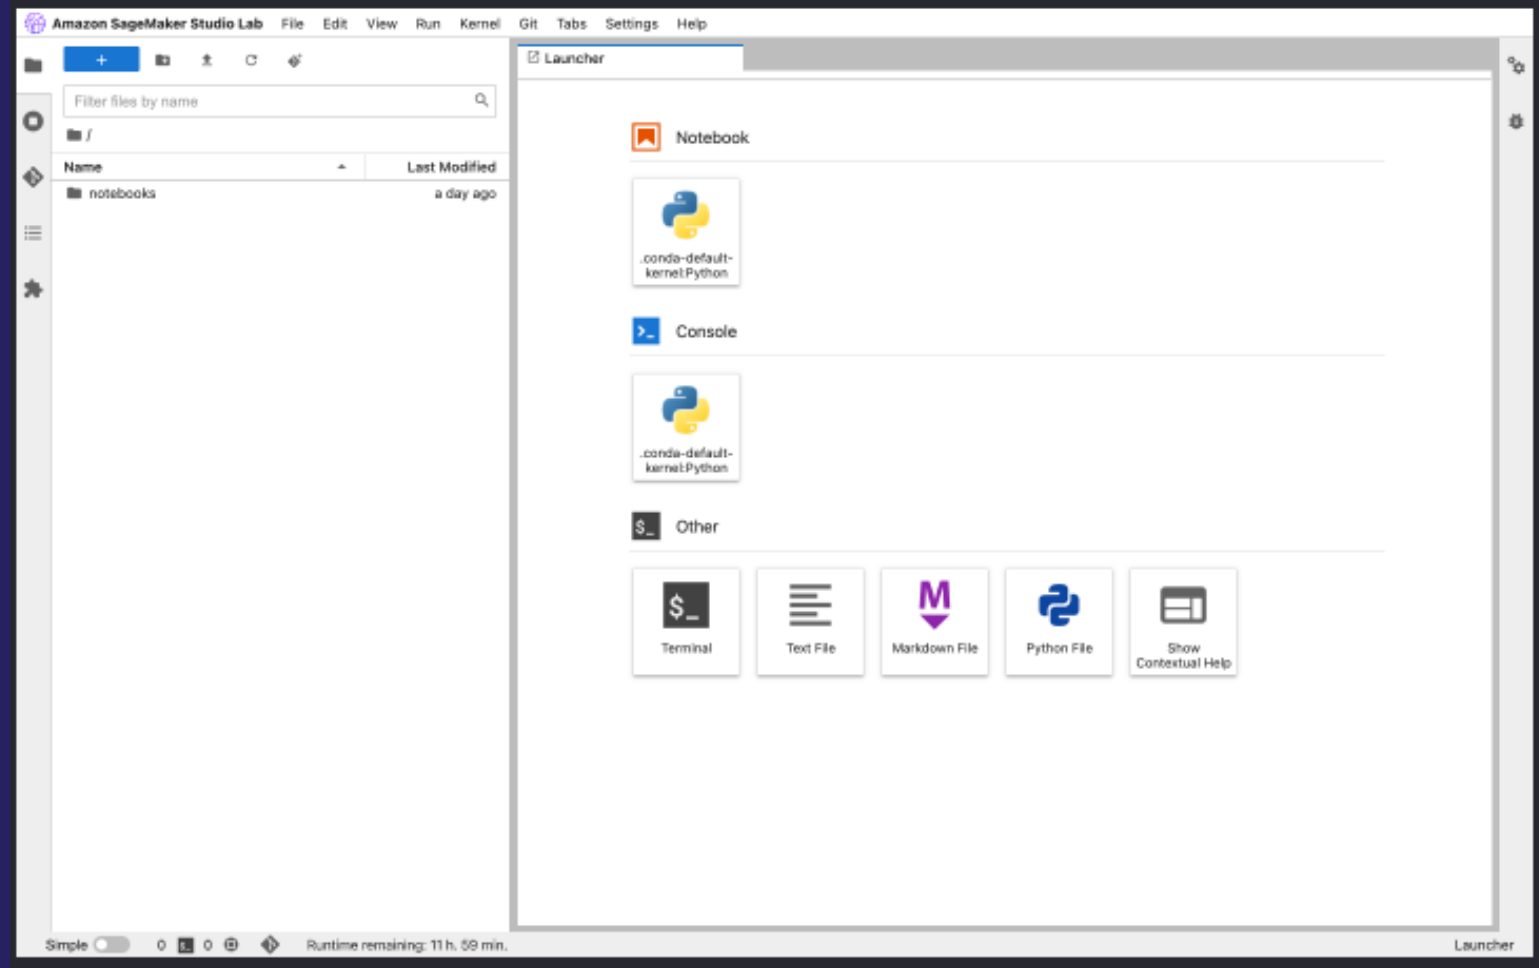 Amazon SageMaker Studio Lab File Edit View Run Kernel Git Tabs Settings Help
+
Filter files by name
/
Name Last Modified
notebooks a day ago
Launcher
Notebook
.conda-default-
kernel:Python
>_ Console
.conda-default-
kernel:Python
$_ Other
$_
Terminal
Text File
M
Markdown File
Python File
Show
Contextual Help
Simple 0 $_ 0 Runtime remaining: 11 h. 59 min. Launcher